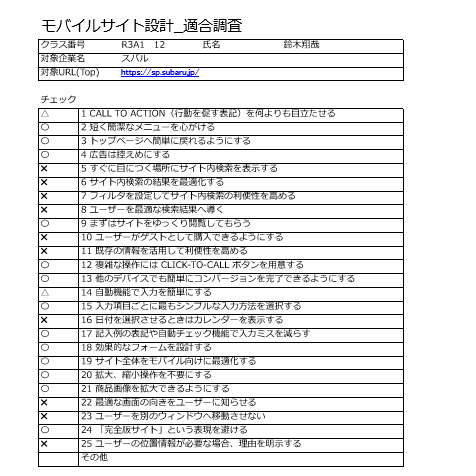 モバイルサイト設計_適合調査
クラス番号 R3A1 12 氏名 鈴木翔哉
対象企業名 スバル
対象URL(Top) https://sp.subaru.jp/
チェック
△ 1 CALL TO ACTION（行動を促す表記）を何よりも目立たせる
○ 2 短く簡潔なメニューを心がける
○ 3 トップページへ簡単に戻れるようにする
○ 4 広告は控えめにする
× 5 すぐに目につく場所にサイト内検索を表示する
× 6 サイト内検索の結果を最適化する
× 7 フィルタを設定してサイト内検索の利便性を高める
× 8 ユーザーを最適な検索結果へ導く
○ 9 まずはサイトをゆっくり閲覧してもらう
× 10 ユーザーがゲストとして購入できるようにする
× 11 既存の情報を活用して利便性を高める
○ 12 複雑な操作には CLICK-TO-CALL ボタンを用意する
○ 13 他のデバイスでも簡単にコンバージョンを完了できるようにする
△ 14 自動機能で入力を簡単にする
○ 15 入力項目ごとに最もシンプルな入力方法を選択する
× 16 日付を選択させるときはカレンダーを表示する
○ 17 記入例の表記や自動チェック機能で入力ミスを減らす
○ 18 効果的なフォームを設計する
○ 19 サイト全体をモバイル向けに最適化する
○ 20 拡大、縮小操作を不要にする
○ 21 商品画像を拡大できるようにする
× 22 最適な画面の向きをユーザーに知らせる
× 23 ユーザーを別のウィンドウへ移動させない
○ 24 「完全版サイト」という表現を避ける
× 25 ユーザーの位置情報が必要な場合、理由を明示する
その他